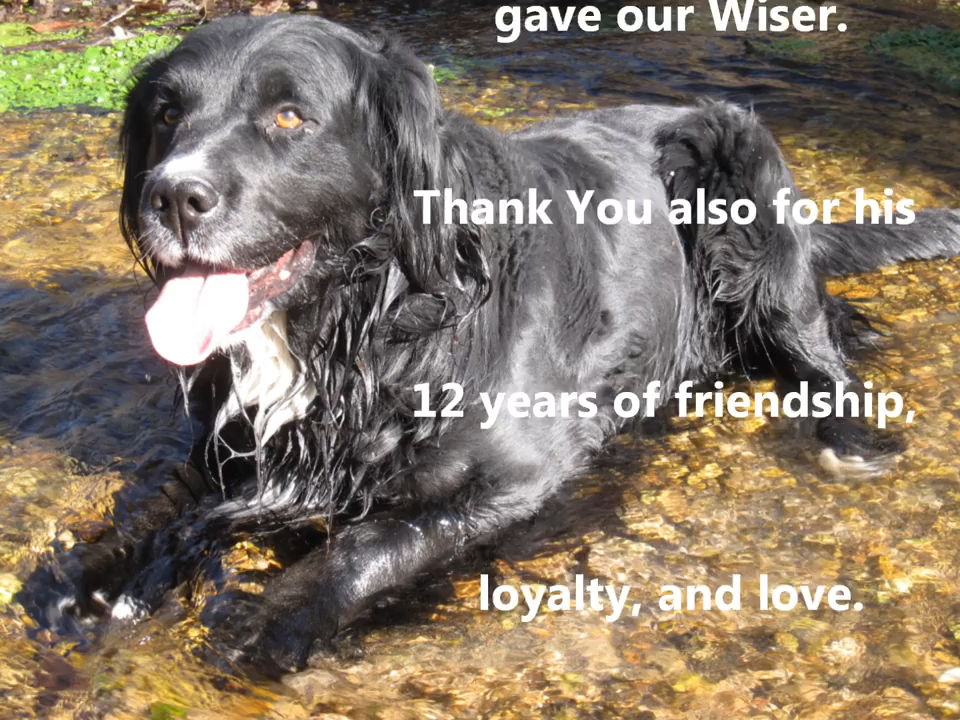 gave our Wiser.
Thank You also for his
12 years of friendship,
loyalty, and love.